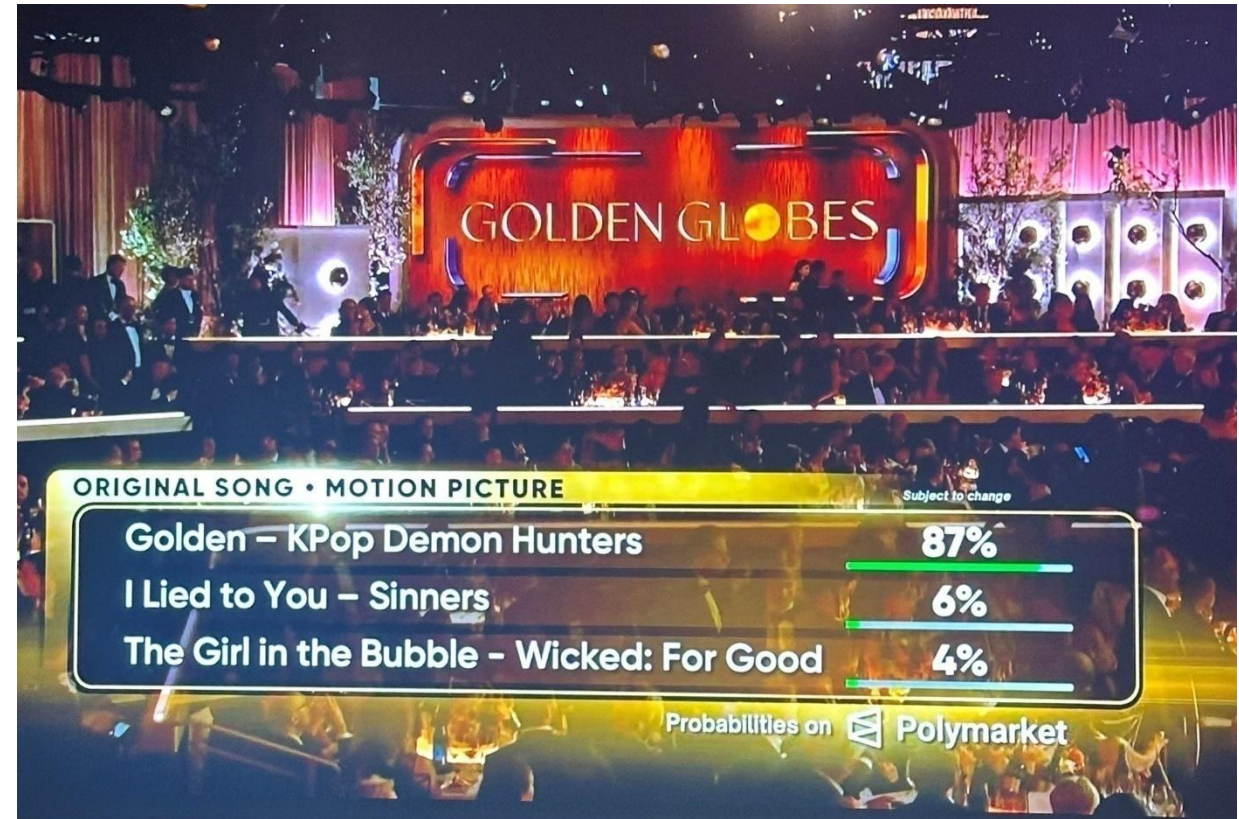 GOLDEN GLOBES
ORIGINAL SONG • MOTION PICTURE
Subject to change
Golden – KPop Demon Hunters 87%
I Lied to You – Sinners 6%
The Girl in the Bubble – Wicked: For Good 4%
Probabilities on Polymarket